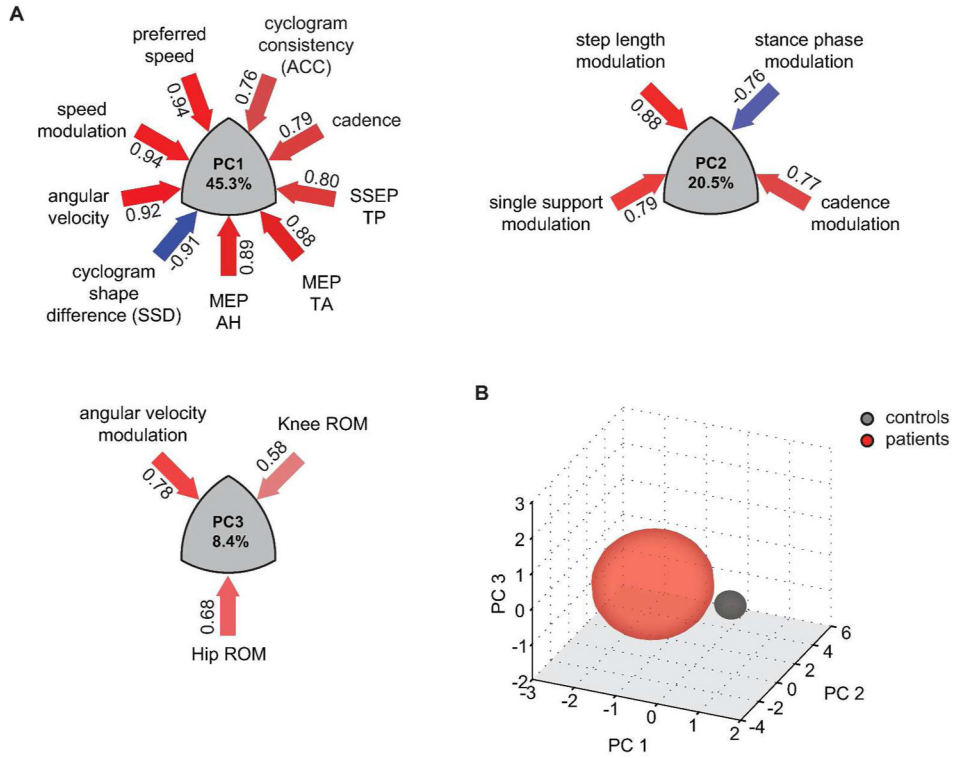 A
preferred
speed
0.94
cyclogram
consistency
(ACC)
0.76
speed
modulation
0.94
cadence
0.79
PC1
45.3%
angular
velocity
0.92
0.80
SSEP
TP
cyclogram
shape
difference (SSD)
-0.91
MEP
AH
0.89
MEP
TA
0.88
step length
modulation
0.88
stance phase
modulation
-0.76
PC2
20.5%
single support
modulation
0.79
0.77
cadence
modulation
angular velocity
modulation
0.78
Knee ROM
0.58
PC3
8.4%
0.68
Hip ROM
B
controls
patients
3
2
1
0
-1
-2
PC 3
-3
-2
-1
0
1
2
PC 1
-4
-2
0
2
4
6
PC 2